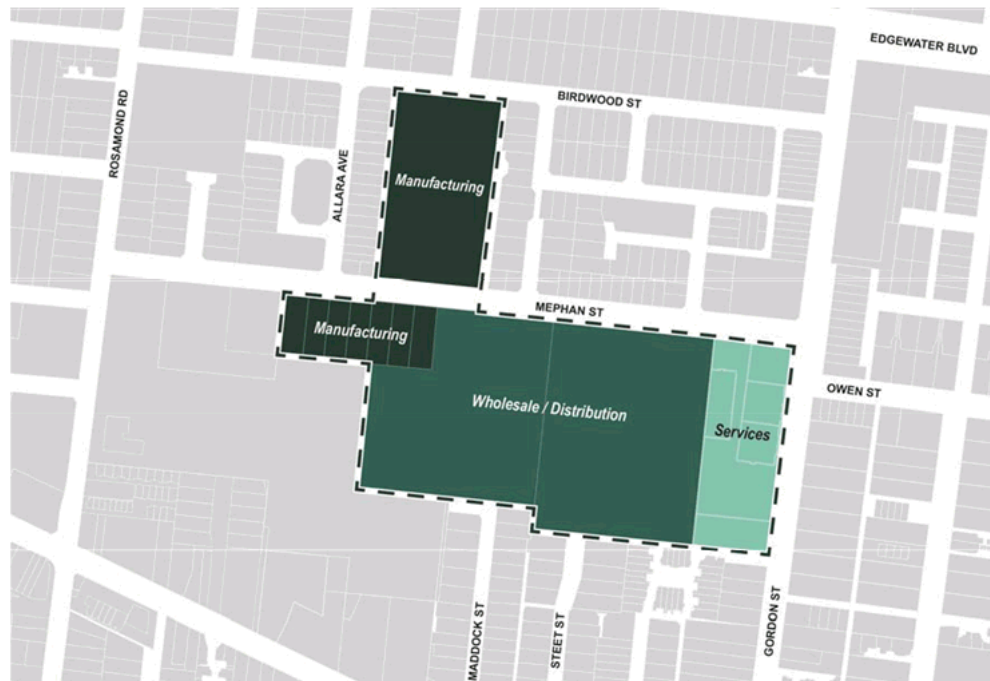 EDGEWATER BLVD
BIRDWOOD ST
ROSAMOND RD
ALLARA AVE
Manufacturing
MEPHAN ST
Manufacturing
OWEN ST
Wholesale / Distribution
Services
MADDOCK ST
STEET ST
GORDON ST